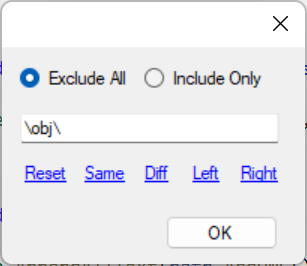 Exclude All Include Only
\obj\
Reset Same Diff Left Right
OK